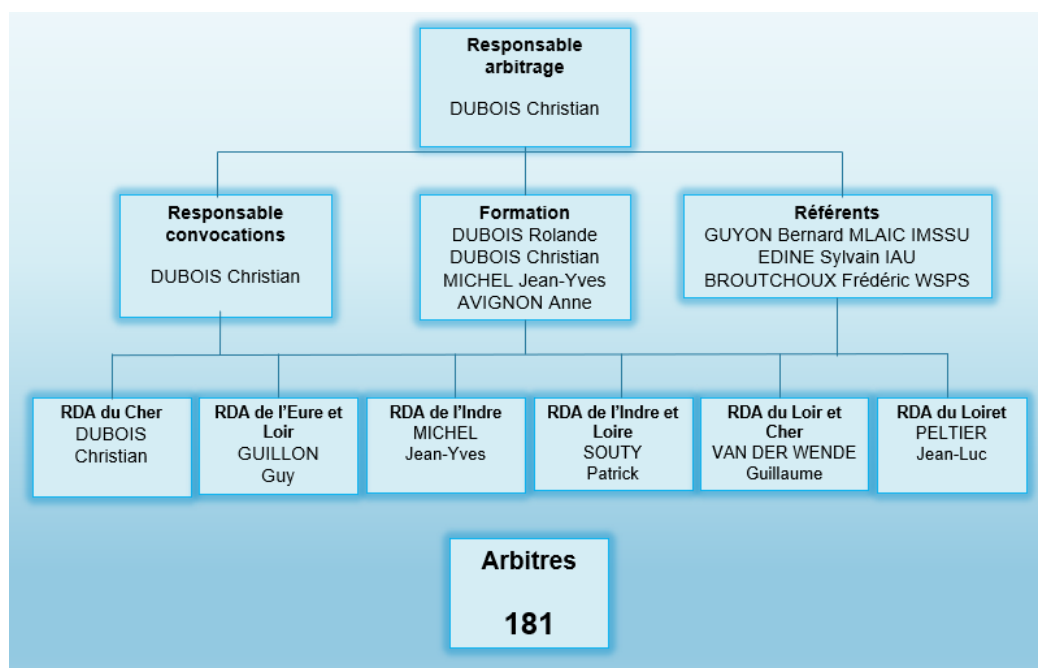 Responsable
arbitrage
DUBOIS Christian
Responsable
convocations
DUBOIS Christian
Formation
DUBOIS Rolande
DUBOIS Christian
MICHEL Jean-Yves
AVIGNON Anne
Référents
GUYON Bernard MLAIC IMSSU
EDINE Sylvain IAU
BROUTCHOUX Frédéric WSPS
RDA du Cher
DUBOIS
Christian
RDA de l'Eure et
Loir
GUILLON
Guy
RDA de l'Indre
MICHEL
Jean-Yves
RDA de l'Indre et
Loire
SOUTY
Patrick
RDA du Loir et
Cher
VAN DER WENDE
Guillaume
RDA du Loiret
PELTIER
Jean-Luc
Arbitres
181